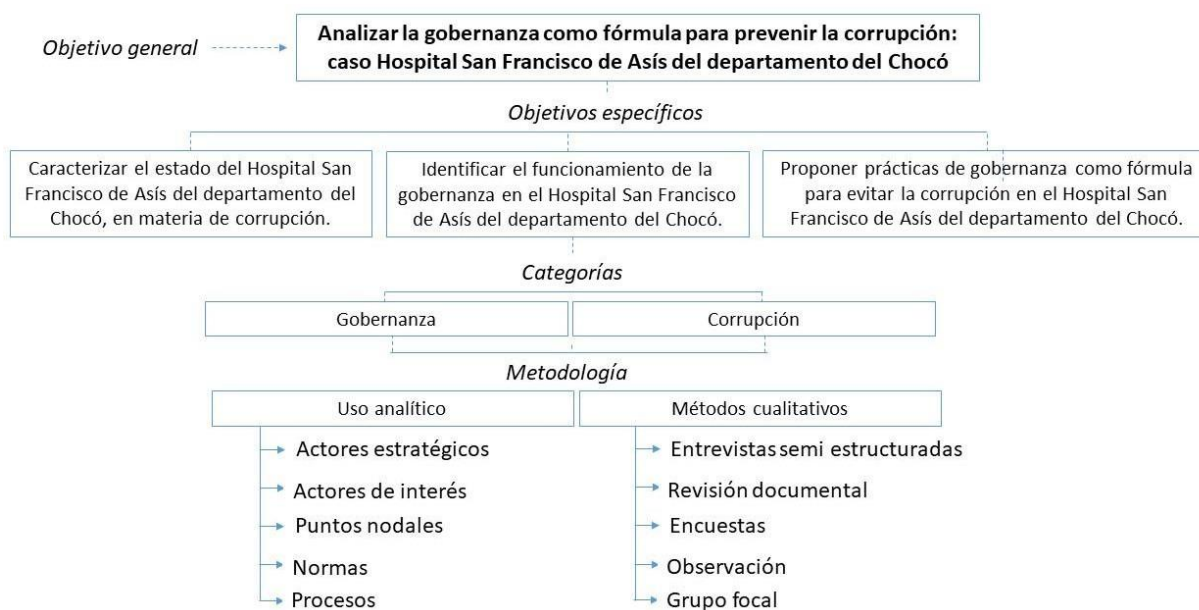 Objetivo general
Analizar la gobernanza como fórmula para prevenir la corrupción:
caso Hospital San Francisco de Asís del departamento del Chocó
Objetivos específicos
Caracterizar el estado del Hospital San
Francisco de Asís del departamento del
Chocó, en materia de corrupción.
Identificar el funcionamiento de la
gobernanza en el Hospital San Francisco
de Asís del departamento del Chocó.
Proponer prácticas de gobernanza como fórmula
para evitar la corrupción en el Hospital San
Francisco de Asís del departamento del Chocó.
Categorías
Gobernanza
Corrupción
Metodología
Uso analítico
Actores estratégicos
Actores de interés
Puntos nodales
Normas
Procesos
Métodos cualitativos
Entrevistas semi estructuradas
Revisión documental
Encuestas
Observación
Grupo focal